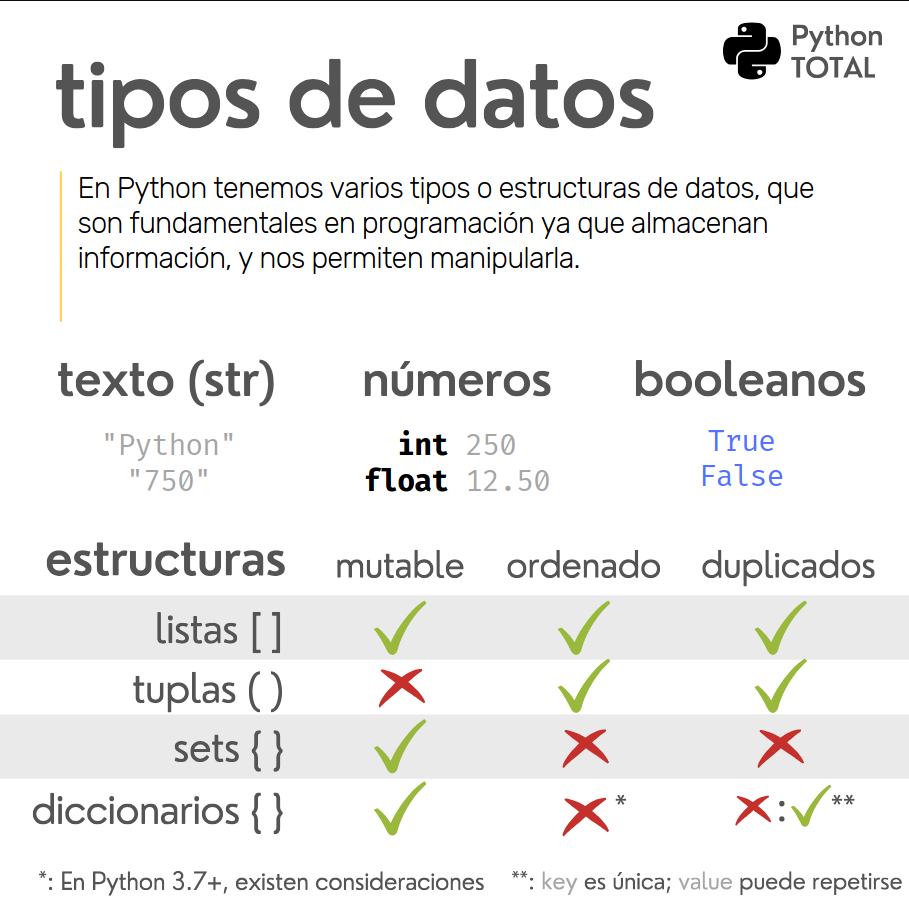 Python
TOTAL
tipos de datos
En Python tenemos varios tipos o estructuras de datos, que
son fundamentales en programación ya que almacenan
información, y nos permiten manipularla.
texto (str)
"Python"
"750"
números
int 250
float 12.50
booleanos
True
False
estructuras mutable ordenado duplicados
listas [ ]
tuplas ( )
sets { }
diccionarios { } * : **
*: En Python 3.7+, existen consideraciones
**: key es única; value puede repetirse